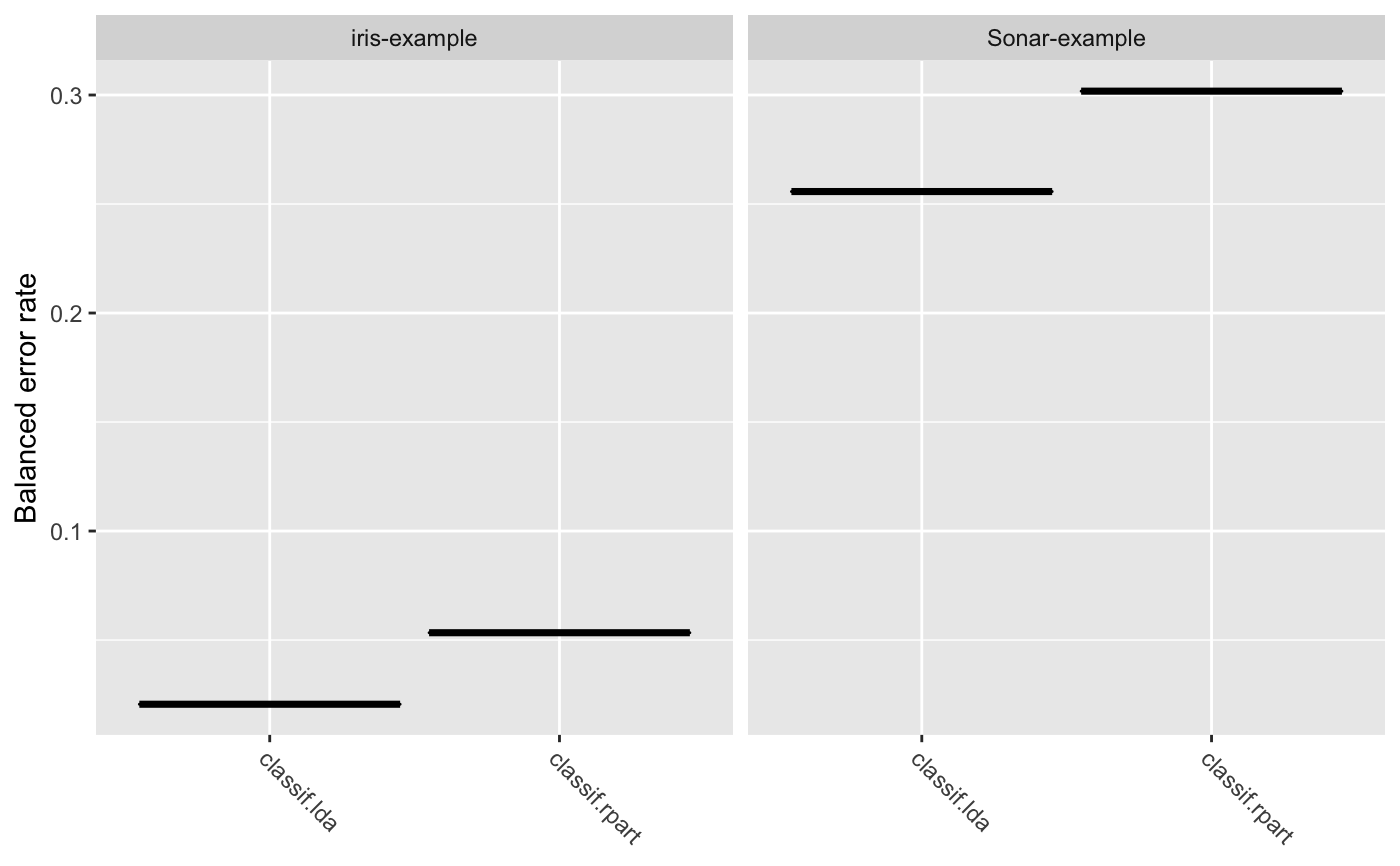 iris-example
Sonar-example
Balanced error rate
0.3
0.2
0.1
classif.lda
classif.rpart
classif.lda
classif.rpart